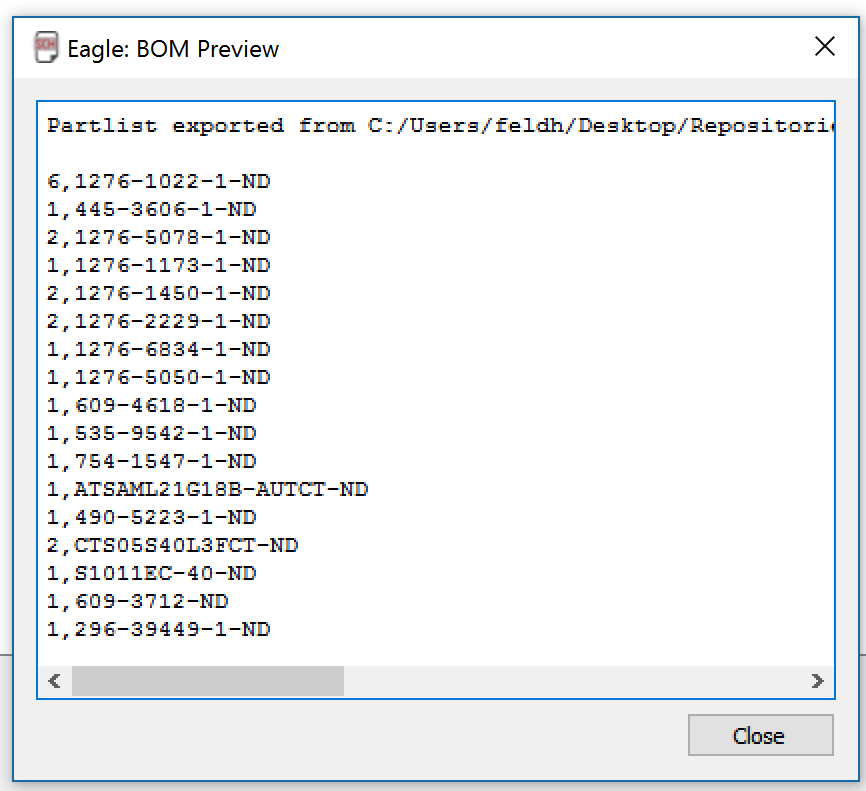 SCH
Eagle: BOM Preview
Partlist exported from C:/Users/feldh/Desktop/Repositorie
6,1276-1022-1-ND
1,445-3606-1-ND
2,1276-5078-1-ND
1,1276-1173-1-ND
2,1276-1450-1-ND
2,1276-2229-1-ND
1,1276-6834-1-ND
1,1276-5050-1-ND
1,609-4618-1-ND
1,535-9542-1-ND
1,754-1547-1-ND
1,ATSAML21G18B-AUTCT-ND
1,490-5223-1-ND
2,CTS05S40L3FCT-ND
1,S1011EC-40-ND
1,609-3712-ND
1,296-39449-1-ND
Close